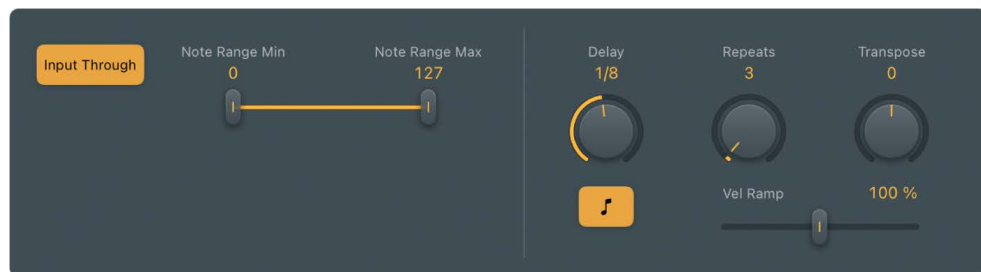 Input Through
Note Range Min
0
Note Range Max
127
Delay
1/8
Repeats
3
Transpose
0
Vel Ramp
100 %